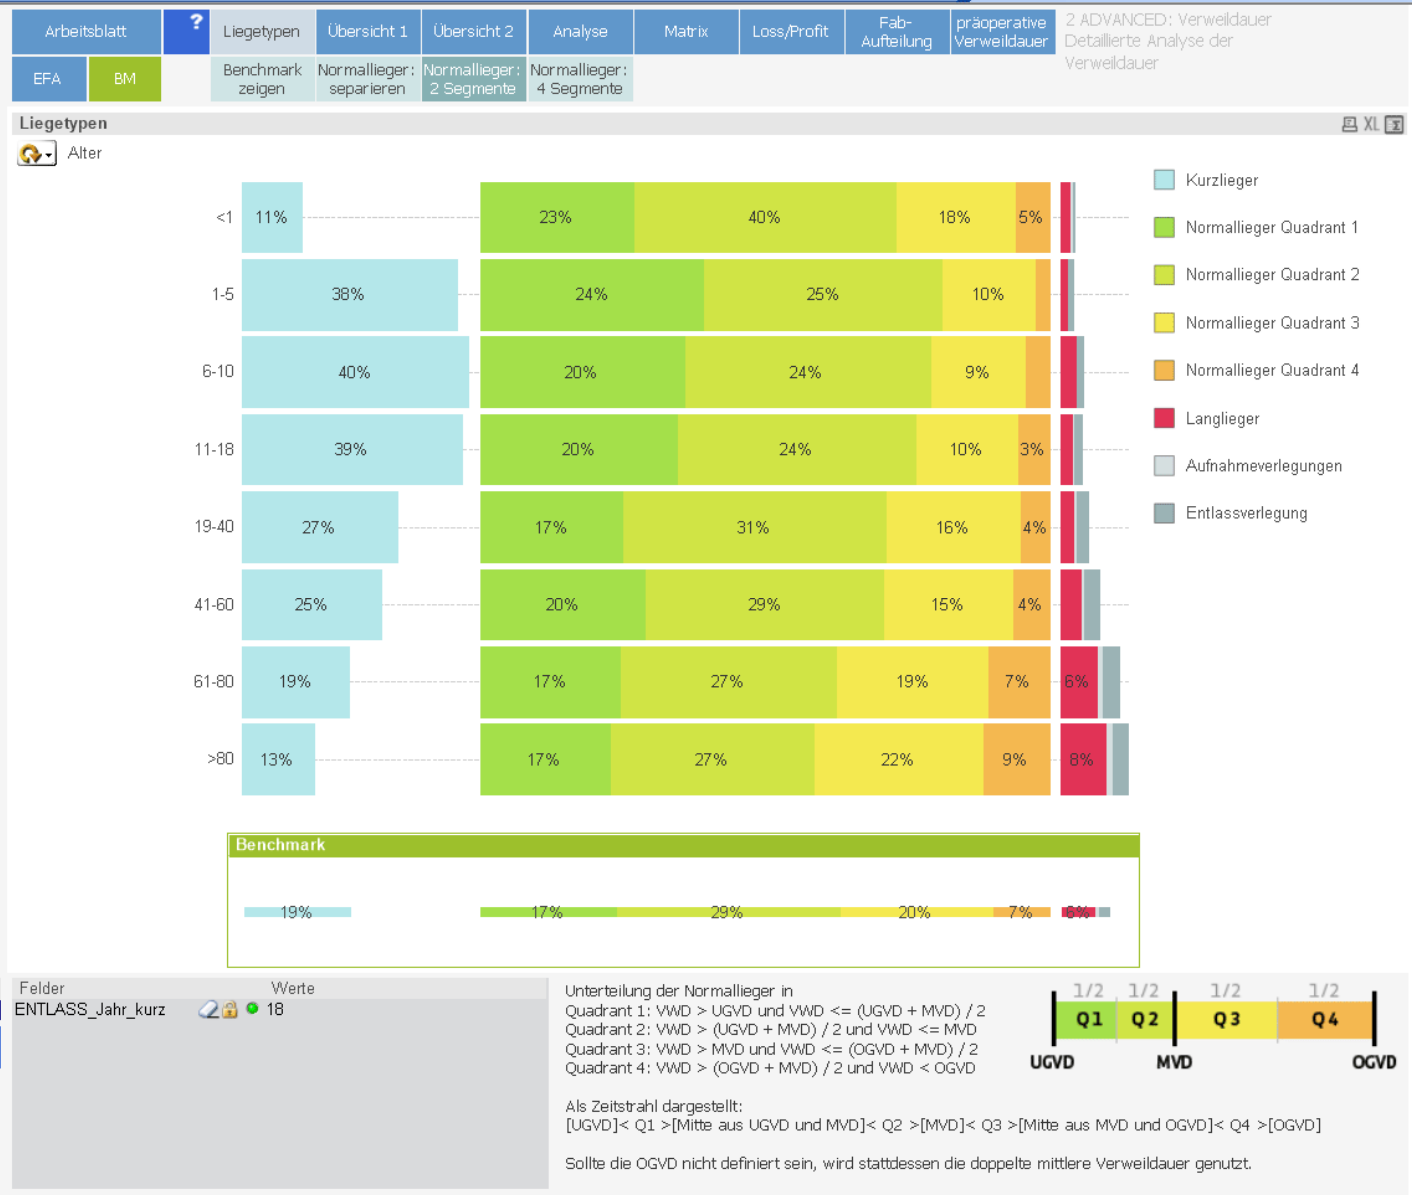 Arbeitsblatt
?
Liegetypen
Übersicht 1
Übersicht 2
Analyse
Matrix
Loss/Profit
Fab-
Aufteilung
präoperative
Verweildauer
2 ADVANCED: Verweildauer
Detaillierte Analyse der
Verweildauer
EFA
BM
Benchmark
zeigen
Normallieger:
separieren
Normallieger:
2 Segmente
Normallieger:
4 Segmente
Liegetypen
XL
Alter
<1 11% 23% 40% 18% 5%
1-5 38% 24% 25% 10%
6-10 40% 20% 24% 9%
11-18 39% 20% 24% 10% 3%
19-40 27% 17% 31% 16% 4%
41-60 25% 20% 29% 15% 4%
61-80 19% 17% 27% 19% 7% 6%
>80 13% 17% 27% 22% 9% 8%
Kurzlieger
Normallieger Quadrant 1
Normallieger Quadrant 2
Normallieger Quadrant 3
Normallieger Quadrant 4
Langlieger
Aufnahmeverlegungen
Entlassverlegung
Benchmark
19% 17% 29% 20% 7% 6%
Felder Werte
ENTLASS_Jahr_kurz 18
Unterteilung der Normallieger in
Quadrant 1: VWD > UGVD und VWD <= (UGVD + MVD) / 2
Quadrant 2: VWD > (UGVD + MVD) / 2 und VWD <= MVD
Quadrant 3: VWD > MVD und VWD <= (OGVD + MVD) / 2
Quadrant 4: VWD > (OGVD + MVD) / 2 und VWD < OGVD
Als Zeitstrahl dargestellt:
[UGVD]< Q1 >[Mitte aus UGVD und MVD]< Q2 >[MVD]< Q3 >[Mitte aus MVD und OGVD]< Q4 >[OGVD]
Sollte die OGVD nicht definiert sein, wird stattdessen die doppelte mittlere Verweildauer genutzt.
1/2 1/2 1/2 1/2
Q1 Q2 Q3 Q4
UGVD MVD OGVD